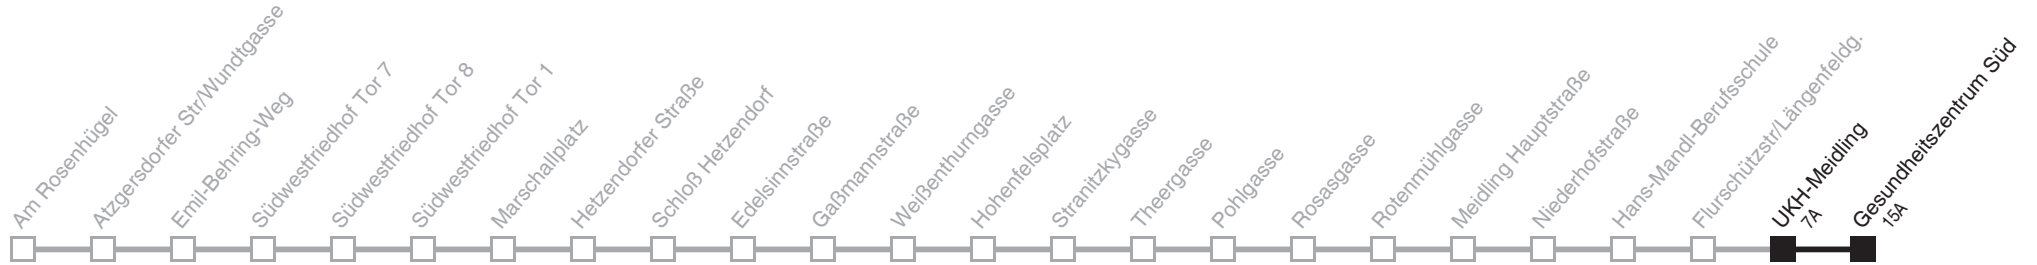 Am Rosenhügel
Atzgersdorfer Str/Wundtgasse
Emil-Behring-Weg
Südwestfriedhof Tor 7
Südwestfriedhof Tor 8
Südwestfriedhof Tor 1
Marschallplatz
Hetzendorfer Straße
Schloß Hetzendorf
Edelsinnstraße
Gaßmannstraße
Weißenthurngasse
Hohenfelsplatz
Stranitzkygasse
Theergasse
Pohlgasse
Rosasgasse
Rotenmühlgasse
Meidling Hauptstraße
Niederhofstraße
Hans-Mandl-Berufsschule
Flurschützstr/Längenfeldg.
UKH-Meidling
7A
Gesundheitszentrum Süd
15A